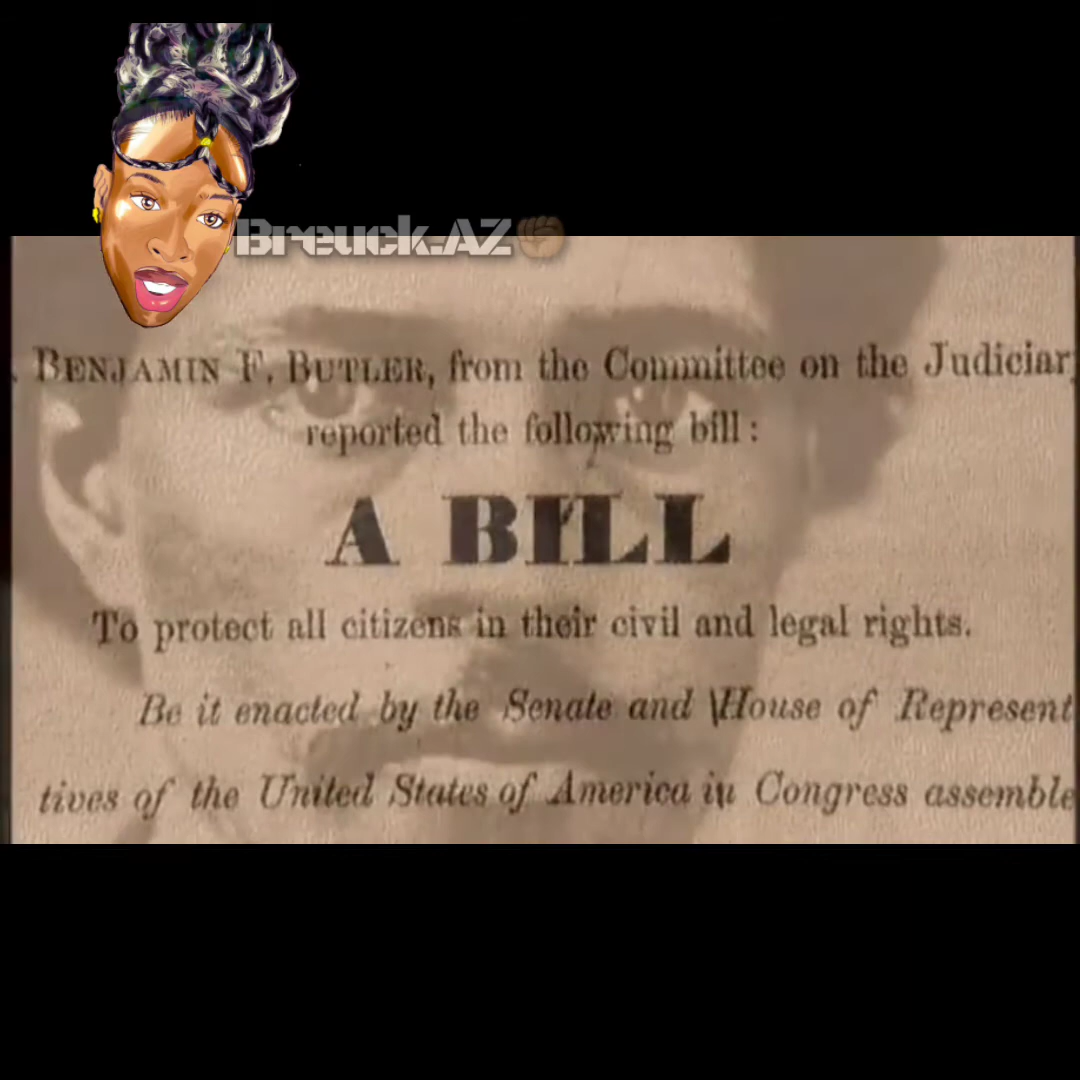 Breuck.AZ
. BENJAMIN F. BUTLER, from the Committee on the Judiciar
reported the following bill:
A BILL
To protect all citizens in their civil and legal rights.
Be it enacted by the Senate and House of Represent
tives of the United States of America in Congress assemble